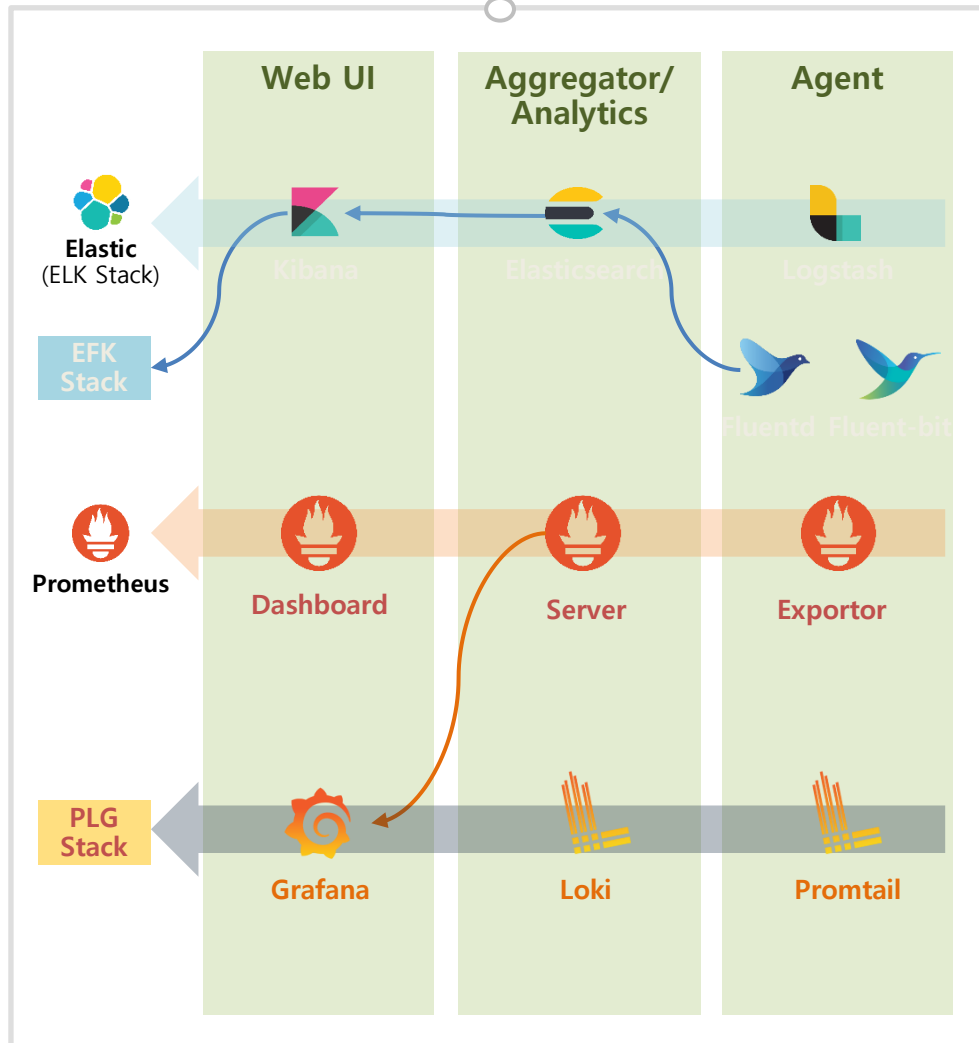 Web UI
Aggregator/
Analytics
Agent
Elastic
(ELK Stack)
Kibana
Elasticsearch
Logstash
EFK
Stack
Fluentd
Fluent-bit
Prometheus
Dashboard
Server
Exportor
PLG
Stack
Grafana
Loki
Promtail